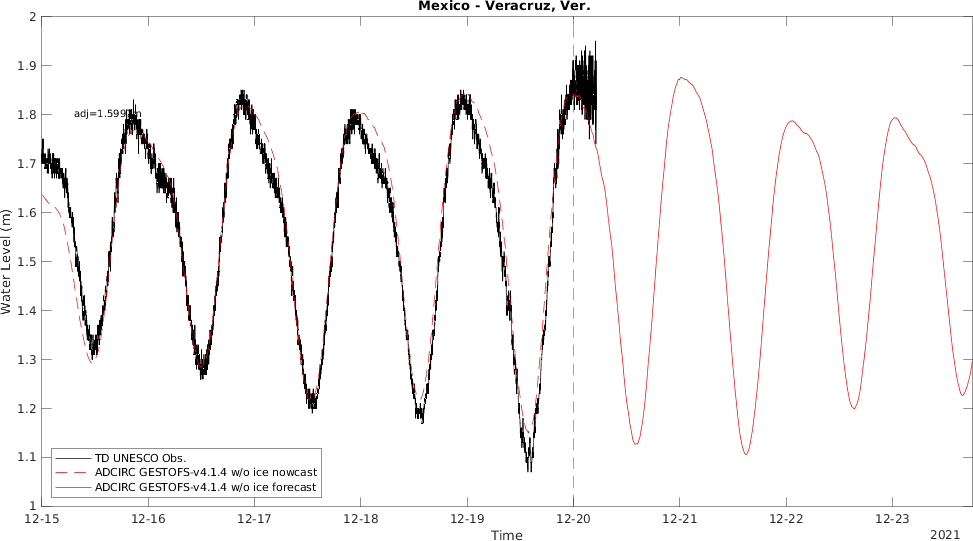 Mexico - Veracruz, Ver.
2
1.9
1.8
1.7
1.6
1.5
1.4
1.3
1.2
1.1
1
Water Level (m)
TD UNESCO Obs.
ADCIRC GESTOFS-v4.1.4 w/o ice nowcast
ADCIRC GESTOFS-v4.1.4 w/o ice forecast
12-15 12-16 12-17 12-18 12-19 12-20 12-21 12-22 12-23
Time
2021